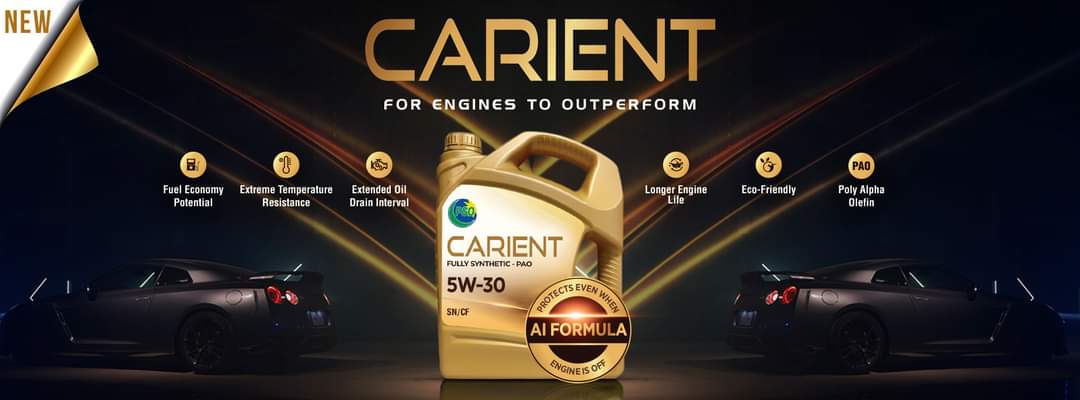 NEW
CARIENT
FOR ENGINES TO OUTPERFORM
Fuel Economy
Potential
Extreme Temperature
Resistance
Extended Oil
Drain Interval
Longer Engine
Life
Eco-Friendly
PAO
Poly Alpha
Olefin
PSO
CARIENT
FULLY SYNTHETIC - PAO
5W-30
SN/CF
PROTECTS EVEN WHEN
AI FORMULA
ENGINE IS OFF